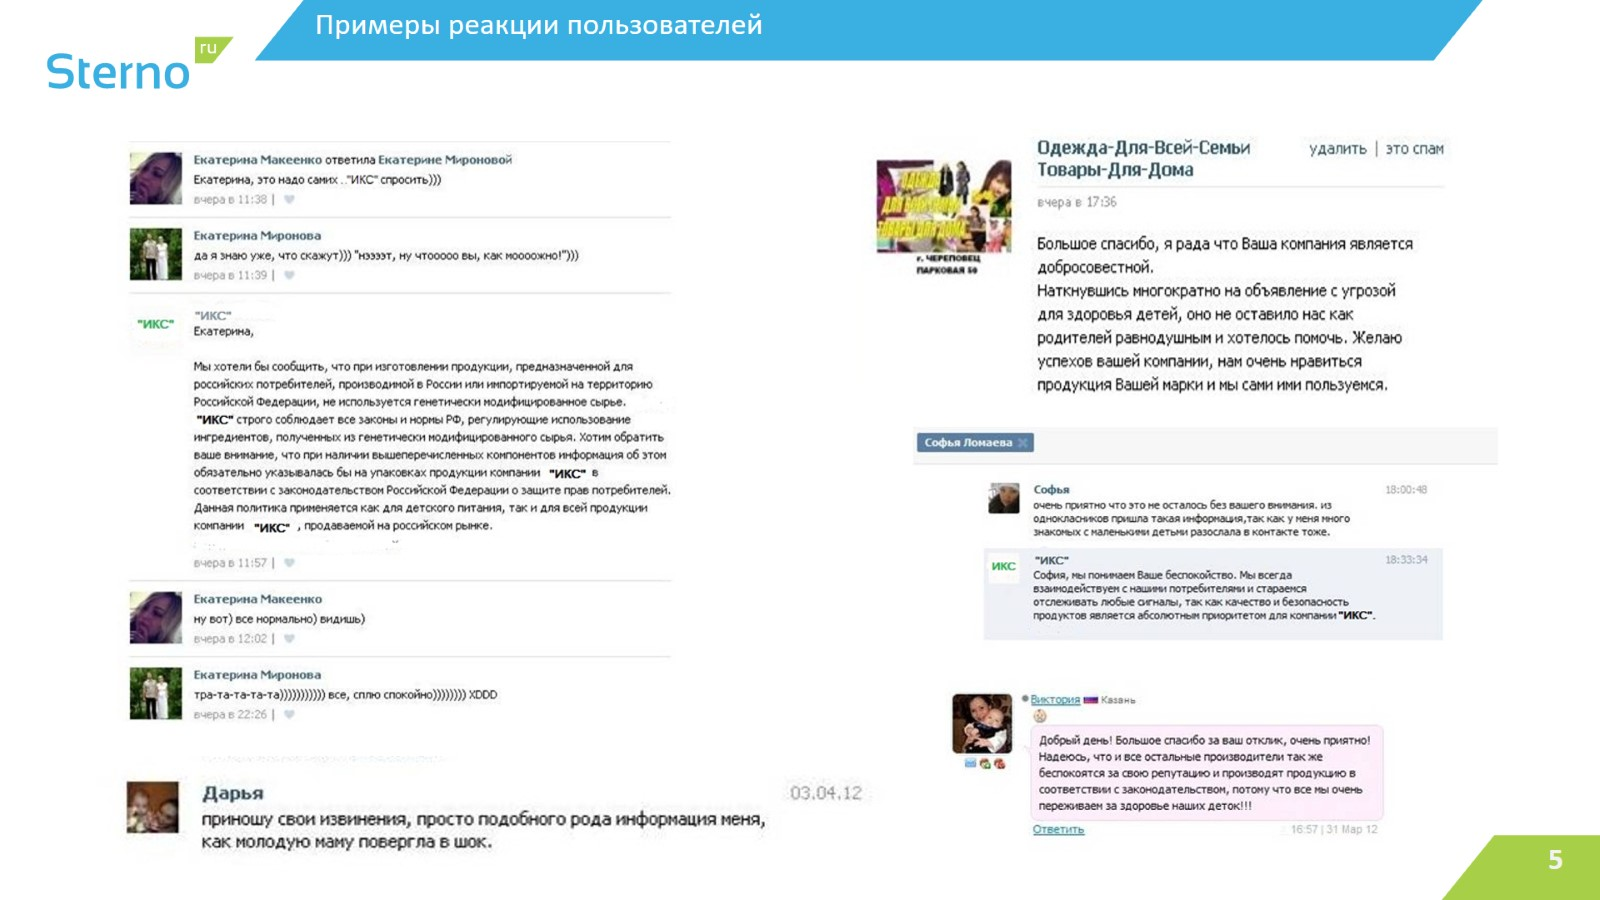 Примеры реакции пользователей
Sterno ru
Екатерина Макеенко ответила Екатерине Мироновой
Екатерина, это надо самих .."ИКС" спросить)))
вчера в 11:38 |
Екатерина Миронова
да я знаю уже, что скажут))) "нэзззт, ну чтооооо вы, как моооожно!")))
вчера в 11:39 |
"ИКС"
"ИКС"
Екатерина,
Мы хотели бы сообщить, что при изготовлении продукции, предназначенной для
российских потребителей, производимой в России или импортируемой на территорию
Российской Федерации, не используется генетически модифицированное сырье.
"ИКС" строго соблюдает все законы и нормы РФ, регулирующие использование
ингредиентов, полученных из генетически модифицированного сырья. Хотим обратить
ваше внимание, что при наличии вышеперечисленных компонентов информация об этом
обязательно указывалась бы на упаковках продукции компании "ИКС" в
соответствии с законодательством Российской Федерации о защите прав потребителей.
Данная политика применяется как для детского питания, так и для всей продукции
компании "ИКС" , продаваемой на российском рынке.
вчера в 11:57 |
Екатерина Макеенко
ну вот) все нормально) видишь)
вчера в 12:02 |
Екатерина Миронова
тра-та-та-та-та))))))))))) все, сплю спокойно)))))))) XDDD
вчера в 22:26 |
Дарья
03.04.12
приношу свои извинения, просто подобного рода информация меня,
как молодую маму повергла в шок.
ОДЕЖДА
ДЛЯ ВСЕЙ СЕМЬИ
ТОВАРЫ ДЛЯ ДОМА
г. ЧЕРЕПОВЕЦ
ПАРКОВАЯ 50
Одежда-Для-Всей-Семьи
Товары-Для-Дома
удалить | это спам
вчера в 17:36
Большое спасибо, я рада что Ваша компания является
добросовестной.
Наткнувшись многократно на объявление с угрозой
для здоровья детей, оно не оставило нас как
родителей равнодушным и хотелось помочь. Желаю
успехов вашей компании, нам очень нравиться
продукция Вашей марки и мы сами ими пользуемся.
Софья Ломаева ×
Софья
18:00:48
очень приятно что это не осталось без вашего внимания. из
однокласников пришла такая информация,так как у меня много
знакомых с маленькими детьми разослала в контакте тоже.
ИКС
"ИКС"
18:33:34
София, мы понимаем Ваше беспокойство. Мы всегда
взаимодействуем с нашими потребителями и стараемся
отслеживать любые сигналы, так как качество и безопасность
продуктов является абсолютным приоритетом для компании "ИКС".
Виктория Казань
Добрый день! Большое спасибо за ваш отклик, очень приятно!
Надеюсь, что и все остальные производители так же
беспокоятся за свою репутацию и производят продукцию в
соответствии с законодательством, потому что все мы очень
переживаем за здоровье наших деток!!!
Ответить
16:57 | 31 Мар 12
5